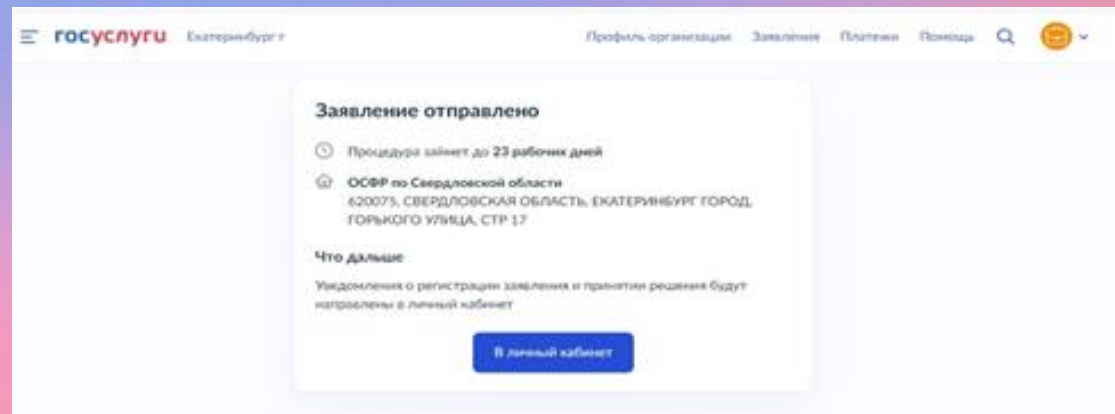 госуслуги Екатеринбург г Профиль организации Заявления Платежи Помощь
Заявление отправлено
Процедура займет до 23 рабочих дней
ОСФР по Свердловской области
620075, СВЕРДЛОВСКАЯ ОБЛАСТЬ, ЕКАТЕРИНБУРГ ГОРОД,
ГОРЬКОГО УЛИЦА, СТР 17
Что дальше
Уведомления о регистрации заявления и принятии решения будут
направлены в личный кабинет
В личный кабинет